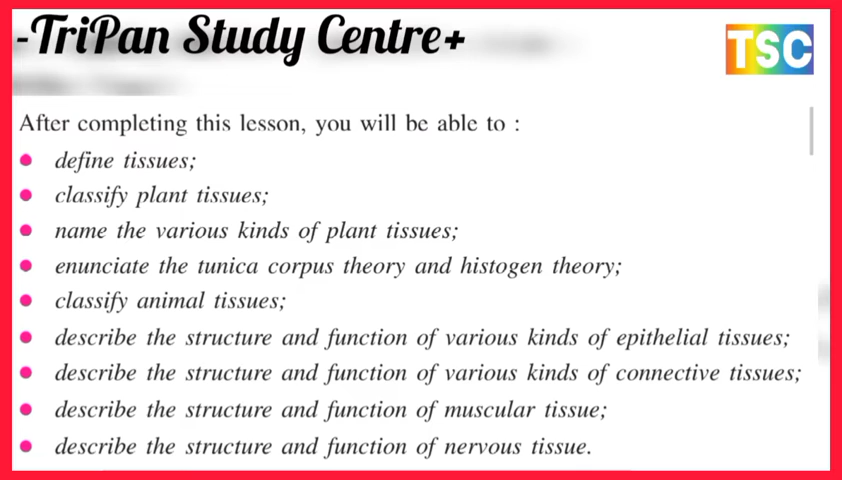 -TriPan Study Centre+
TSC
After completing this lesson, you will be able to :
● define tissues;
● classify plant tissues;
● name the various kinds of plant tissues;
● enunciate the tunica corpus theory and histogen theory;
● classify animal tissues;
● describe the structure and function of various kinds of epithelial tissues;
● describe the structure and function of various kinds of connective tissues;
● describe the structure and function of muscular tissue;
● describe the structure and function of nervous tissue.